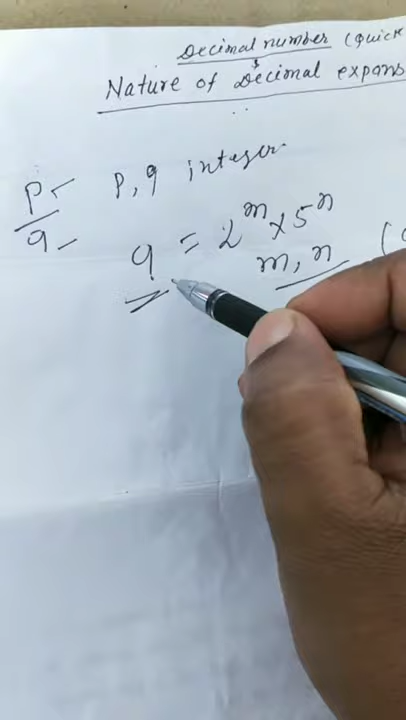 Decimal number (Quick
Nature of Decimal expans
P/q P, q integer
q = 2^m × 5^n
m, n (